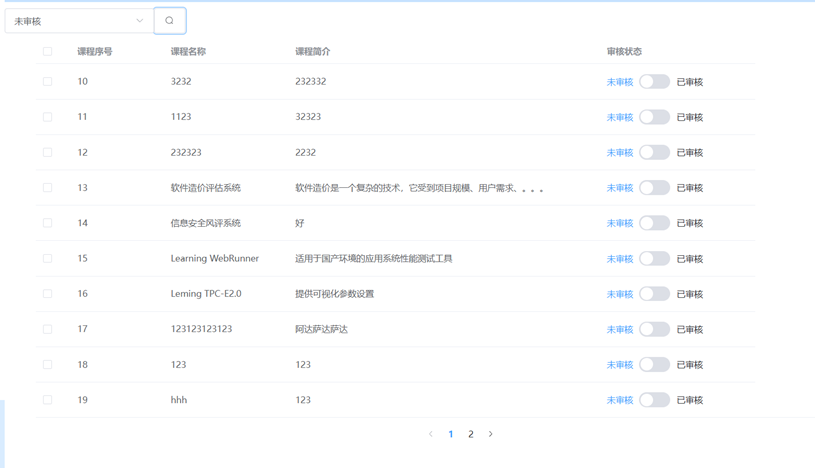 未审核
课程序号 课程名称 课程简介 审核状态
10 3232 232332 未审核 已审核
11 1123 32323 未审核 已审核
12 232323 2232 未审核 已审核
13 软件造价评估系统 软件造价是一个复杂的技术，它受到项目规模、用户需求、。。。 未审核 已审核
14 信息安全风评系统 好 未审核 已审核
15 Learning WebRunner 适用于国产环境的应用系统性能测试工具 未审核 已审核
16 Leming TPC-E2.0 提供可视化参数设置 未审核 已审核
17 123123123123 阿达萨达萨达 未审核 已审核
18 123 123 未审核 已审核
19 hhh 123 未审核 已审核
1 2